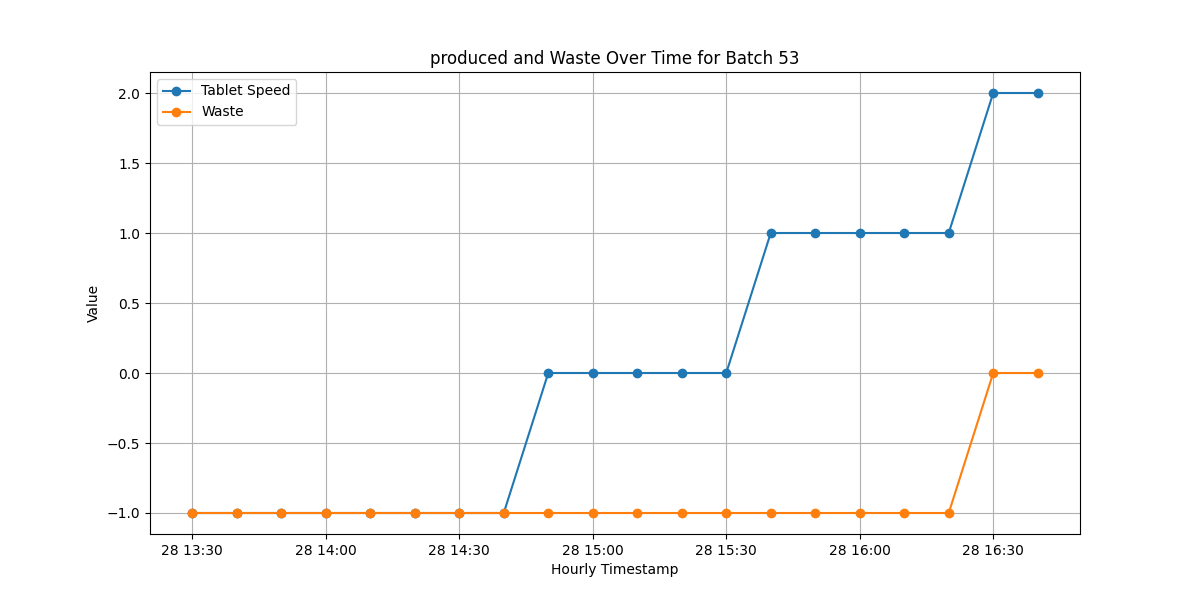 produced and Waste Over Time for Batch 53
Tablet Speed
Waste
2.0
1.5
1.0
0.5
0.0
−0.5
−1.0
Value
28 13:30 28 14:00 28 14:30 28 15:00 28 15:30 28 16:00 28 16:30
Hourly Timestamp